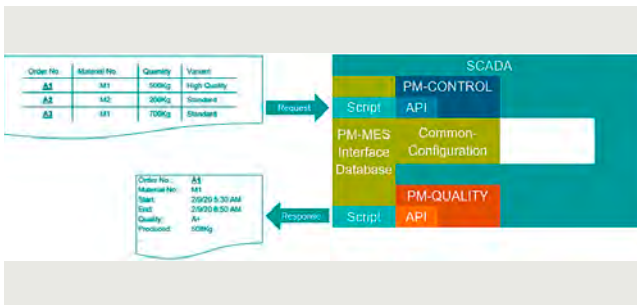 Order No. Material No. Quantity Variant
A1 M1 500Kg High Quality
A2 M2 200Kg Standard
A3 M1 700Kg Standard
Request
SCADA
PM-CONTROL
Script API
PM-MES Interface Database
Common-Configuration
PM-QUALITY
Script API
Response
Order No.: A1
Material No: M1
Start: 2/9/20 5:30 AM
End: 2/9/20 8:50 AM
Quality: A+
Produced: 508Kg